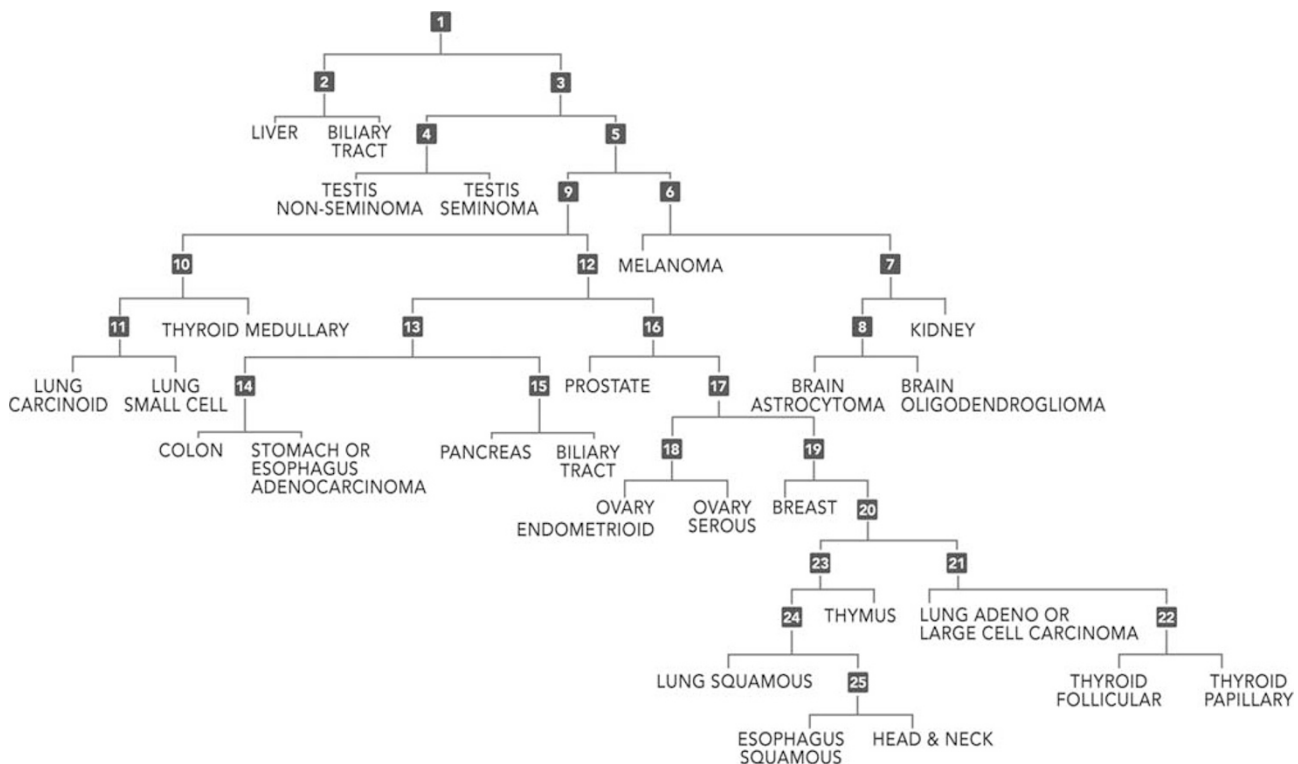 1
2
3
LIVER
BILIARY
TRACT
4
5
TESTIS
NON-SEMINOMA
TESTIS
SEMINOMA
9
6
10
12
MELANOMA
7
11
THYROID MEDULLARY
13
16
8
KIDNEY
LUNG
CARCINOID
LUNG
SMALL CELL
14
15
PROSTATE
17
BRAIN
ASTROCYTOMA
BRAIN
OLIGODENDROGLIOMA
COLON
STOMACH OR
ESOPHAGUS
ADENOCARCINOMA
PANCREAS
BILIARY
TRACT
18
19
OVARY
ENDOMETRIOID
OVARY
SEROUS
BREAST
20
23
21
24
THYMUS
LUNG ADENO OR
LARGE CELL CARCINOMA
22
LUNG SQUAMOUS
25
THYROID
FOLLICULAR
THYROID
PAPILLARY
ESOPHAGUS
SQUAMOUS
HEAD & NECK